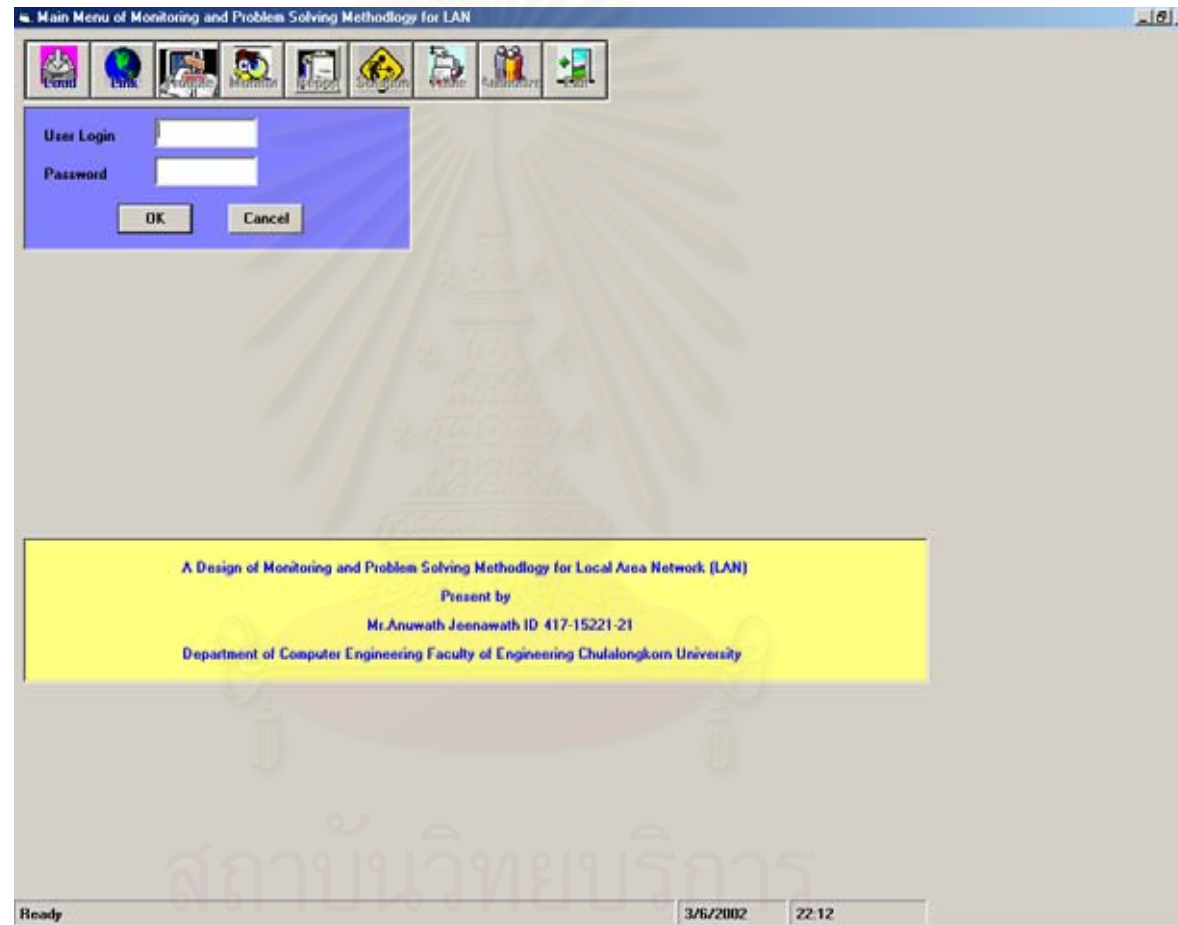 Main Menu of Monitoring and Problem Solving Methodlogy for LAN
Load Link Monitor Report Solution
User Login
Password
OK Cancel
A Design of Monitoring and Problem Solving Methodlogy for Local Area Network (LAN)
Present by
Mr.Anuwath Jeenawath ID 417-15221-21
Department of Computer Engineering Faculty of Engineering Chulalongkorn University
สถาบันวิทยบริการ
Ready 3/6/2002 22:12